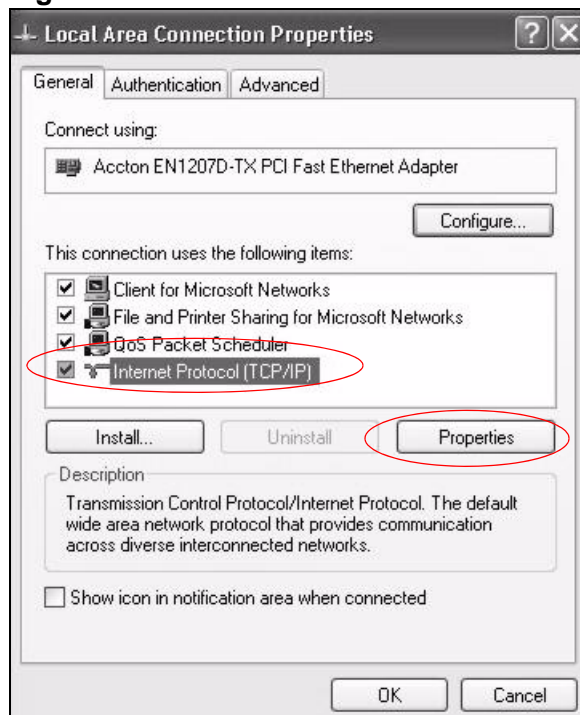 Local Area Connection Properties
General Authentication Advanced
Connect using:
Accton EN1207D-TX PCI Fast Ethernet Adapter
Configure...
This connection uses the following items:
Client for Microsoft Networks
File and Printer Sharing for Microsoft Networks
QoS Packet Scheduler
Internet Protocol (TCP/IP)
Install... Uninstall Properties
Description
Transmission Control Protocol/Internet Protocol. The default
wide area network protocol that provides communication
across diverse interconnected networks.
Show icon in notification area when connected
OK Cancel